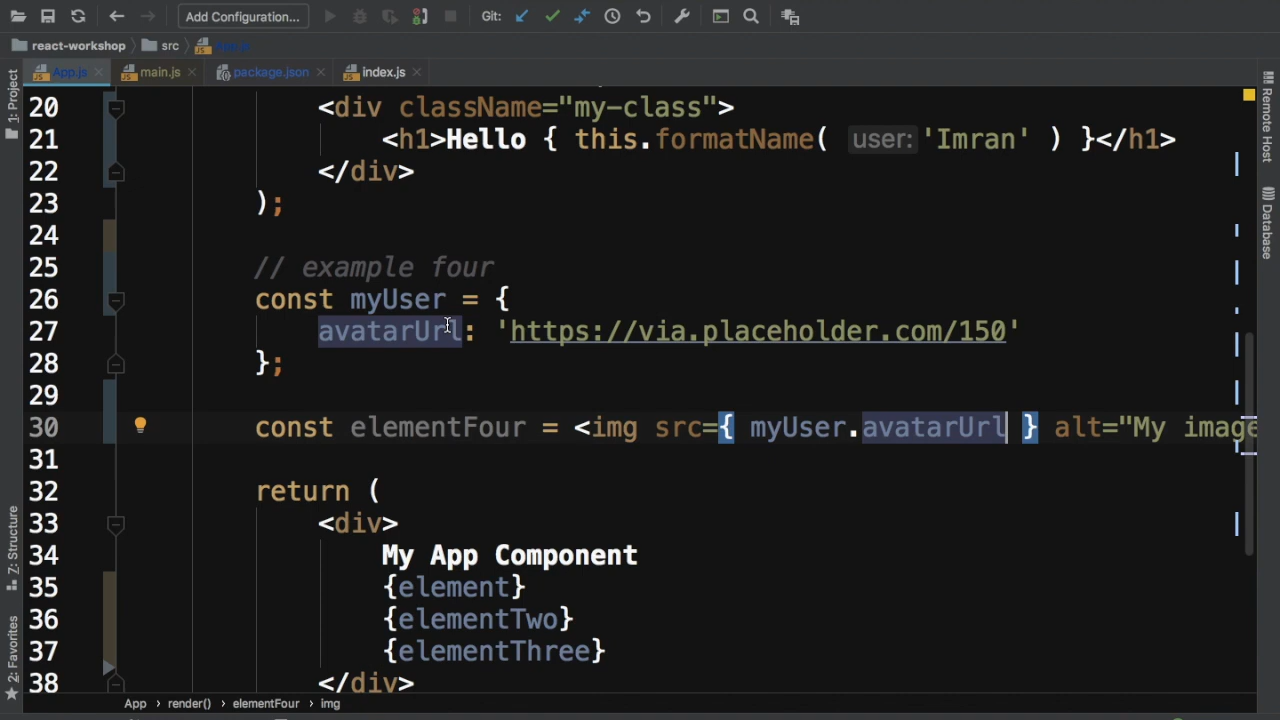 Add Configuration...
Git:
react-workshop
src
App.js
App.js
main.js
package.json
index.js
1: Project
Remote Host
Database
Z: Structure
2: Favorites
20 <div className="my-class">
21 <h1>Hello { this.formatName( user: 'Imran' ) }</h1>
22 </div>
23 );
24
25 // example four
26 const myUser = {
27 avatarUrl: 'https://via.placeholder.com/150'
28 };
29
30 const elementFour = <img src={ myUser.avatarUrl } alt="My image
31
32 return (
33 <div>
34 My App Component
35 {element}
36 {elementTwo}
37 {elementThree}
38 </div>
App
render()
elementFour
img